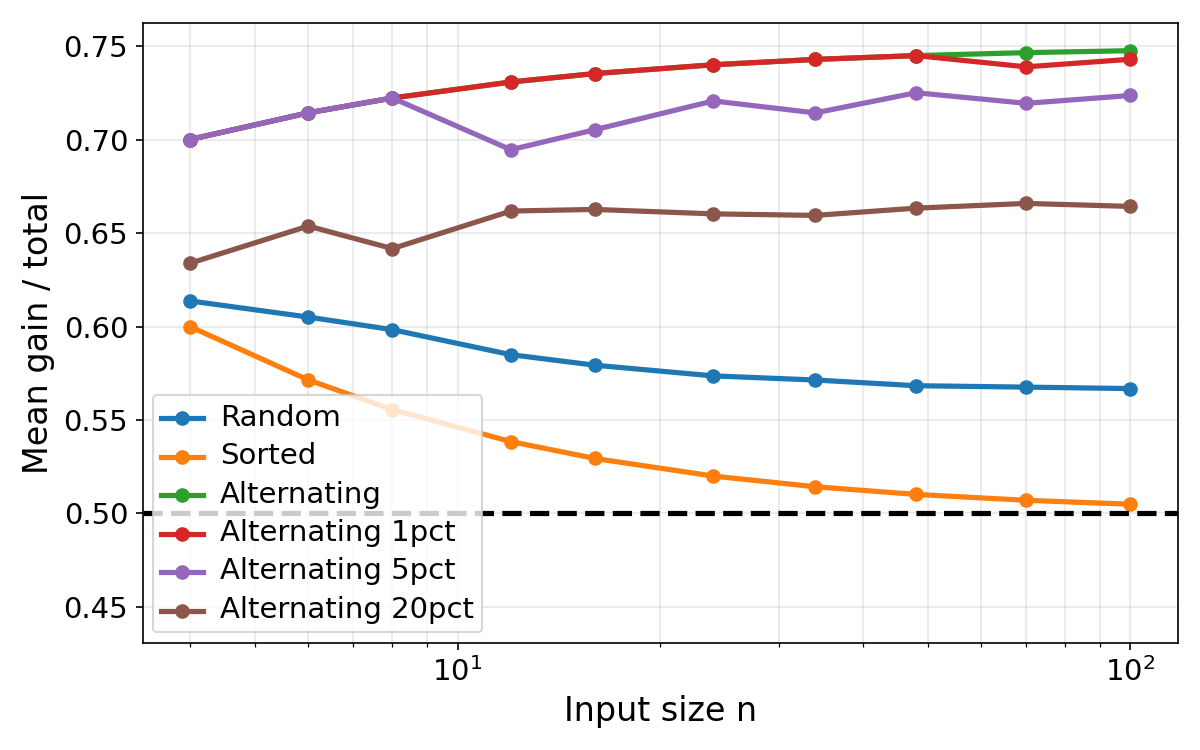 0.75
0.70
0.65
0.60
0.55
0.50
0.45
Mean gain / total
Random
Sorted
Alternating
Alternating 1pct
Alternating 5pct
Alternating 20pct
10¹
10²
Input size n